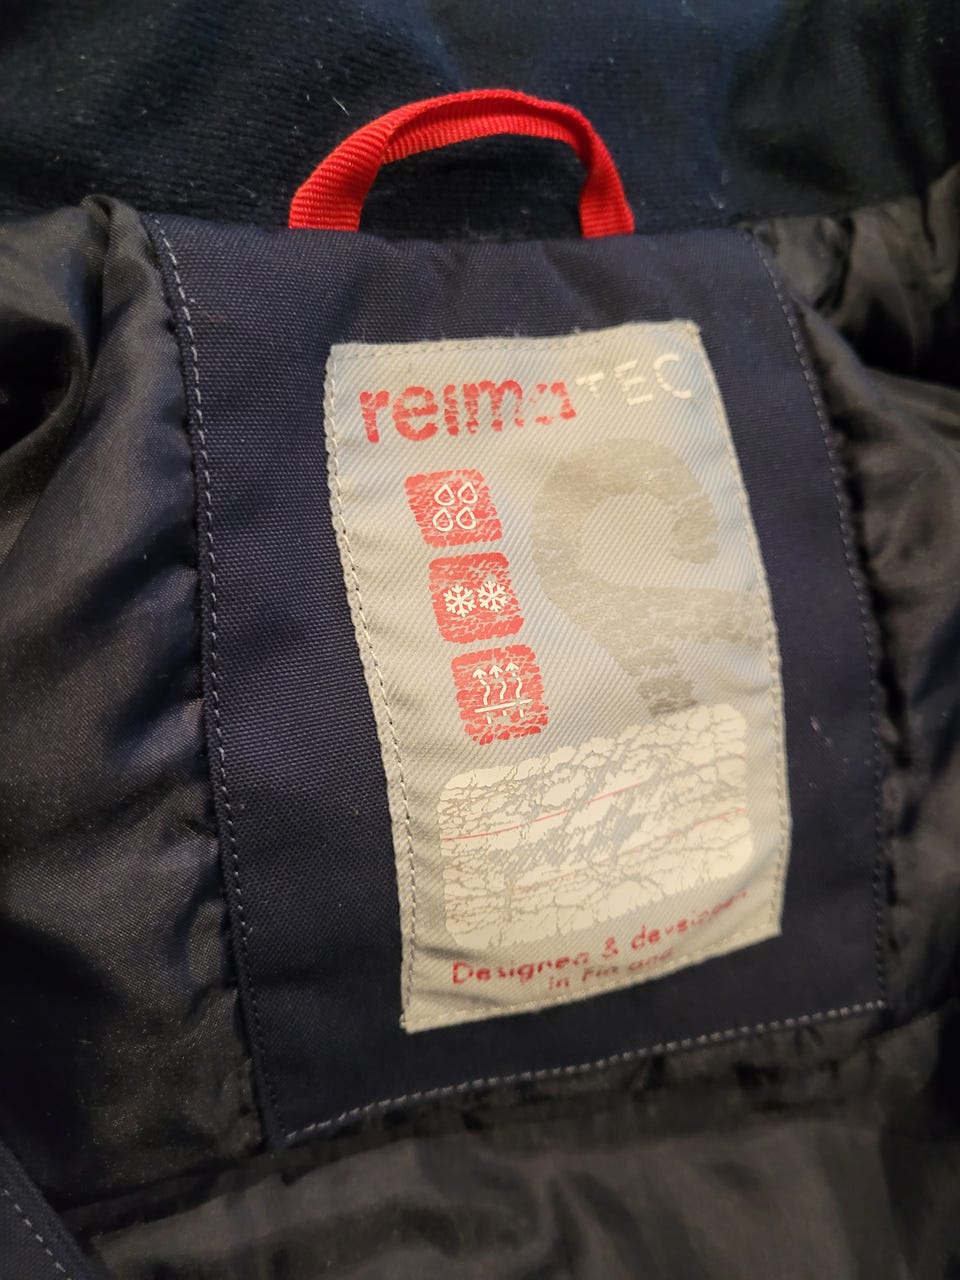 reimaTEC
Designed & developed
in Finland